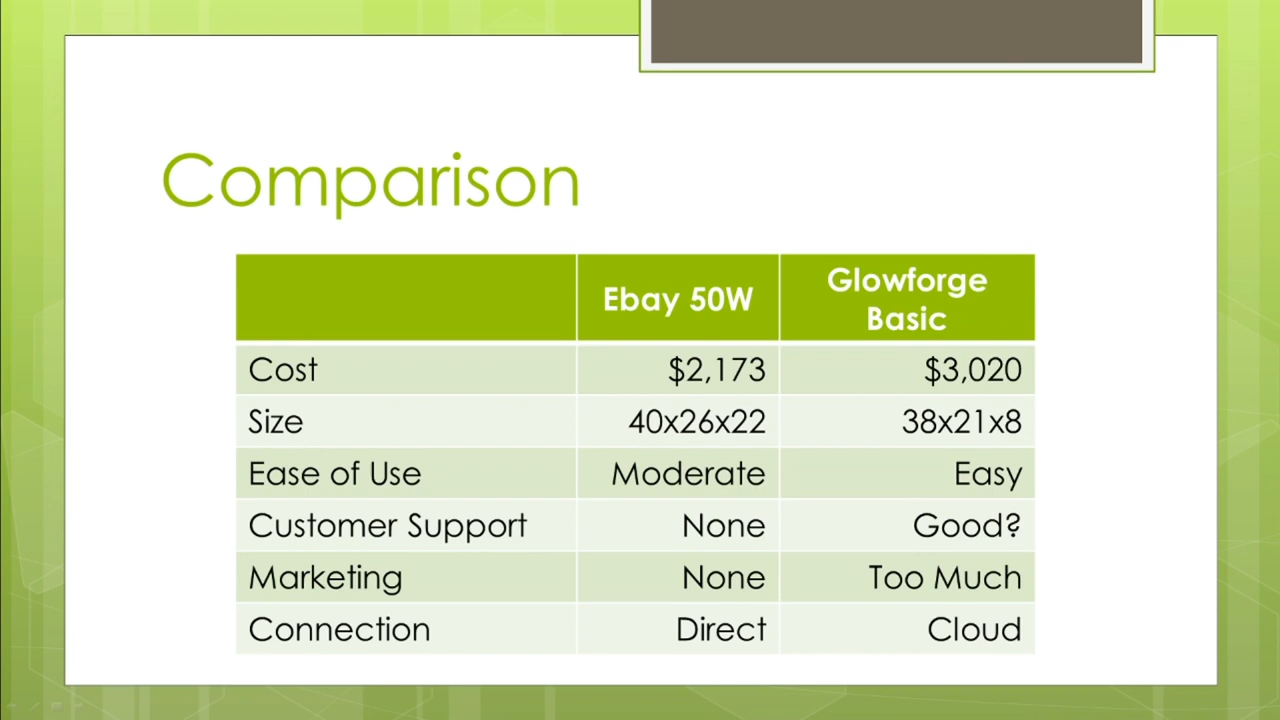 Comparison
Ebay 50W
Glowforge
Basic
Cost $2,173 $3,020
Size 40x26x22 38x21x8
Ease of Use Moderate Easy
Customer Support None Good?
Marketing None Too Much
Connection Direct Cloud